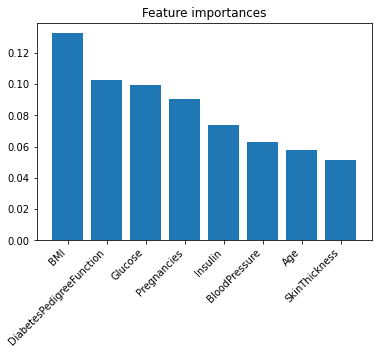 Feature importances
0.12
0.10
0.08
0.06
0.04
0.02
0.00
BMI
DiabetesPedigreeFunction
Glucose
Pregnancies
Insulin
BloodPressure
Age
SkinThickness